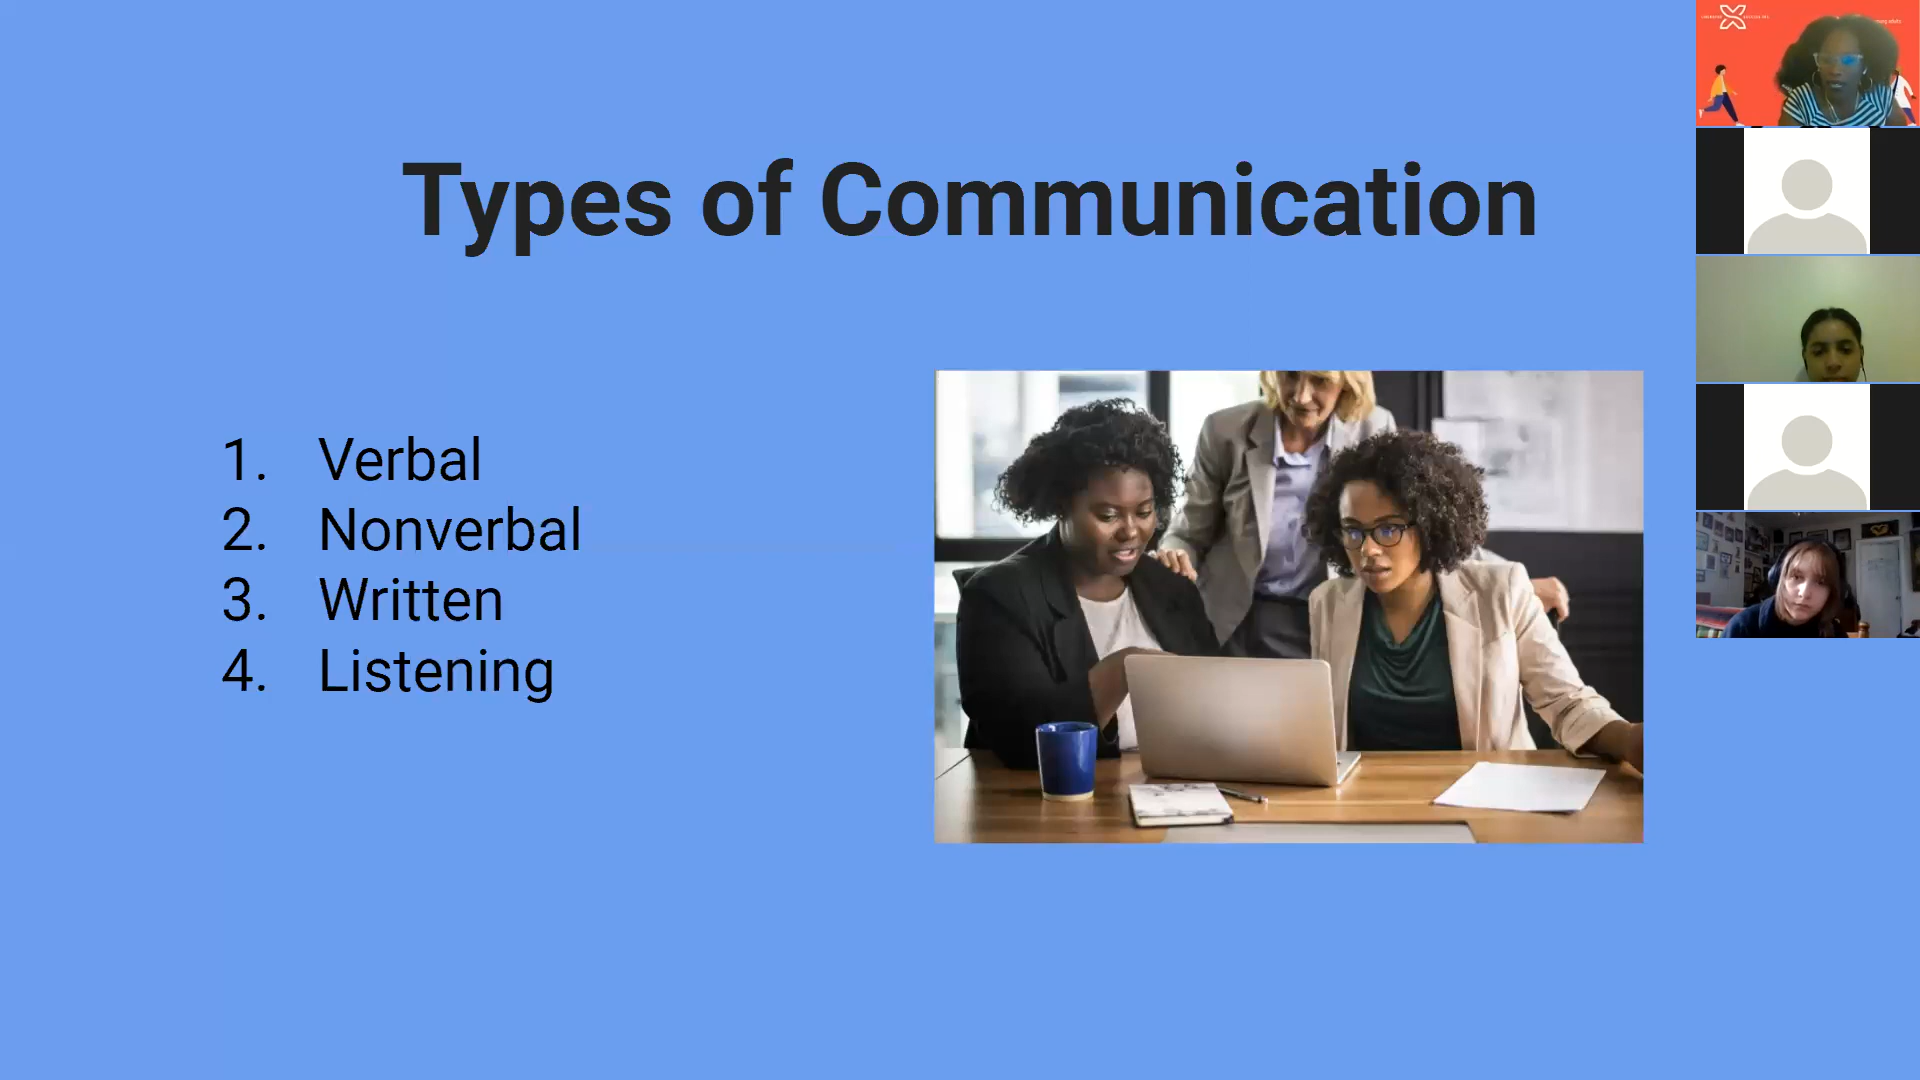 Types of Communication
1. Verbal
2. Nonverbal
3. Written
4. Listening